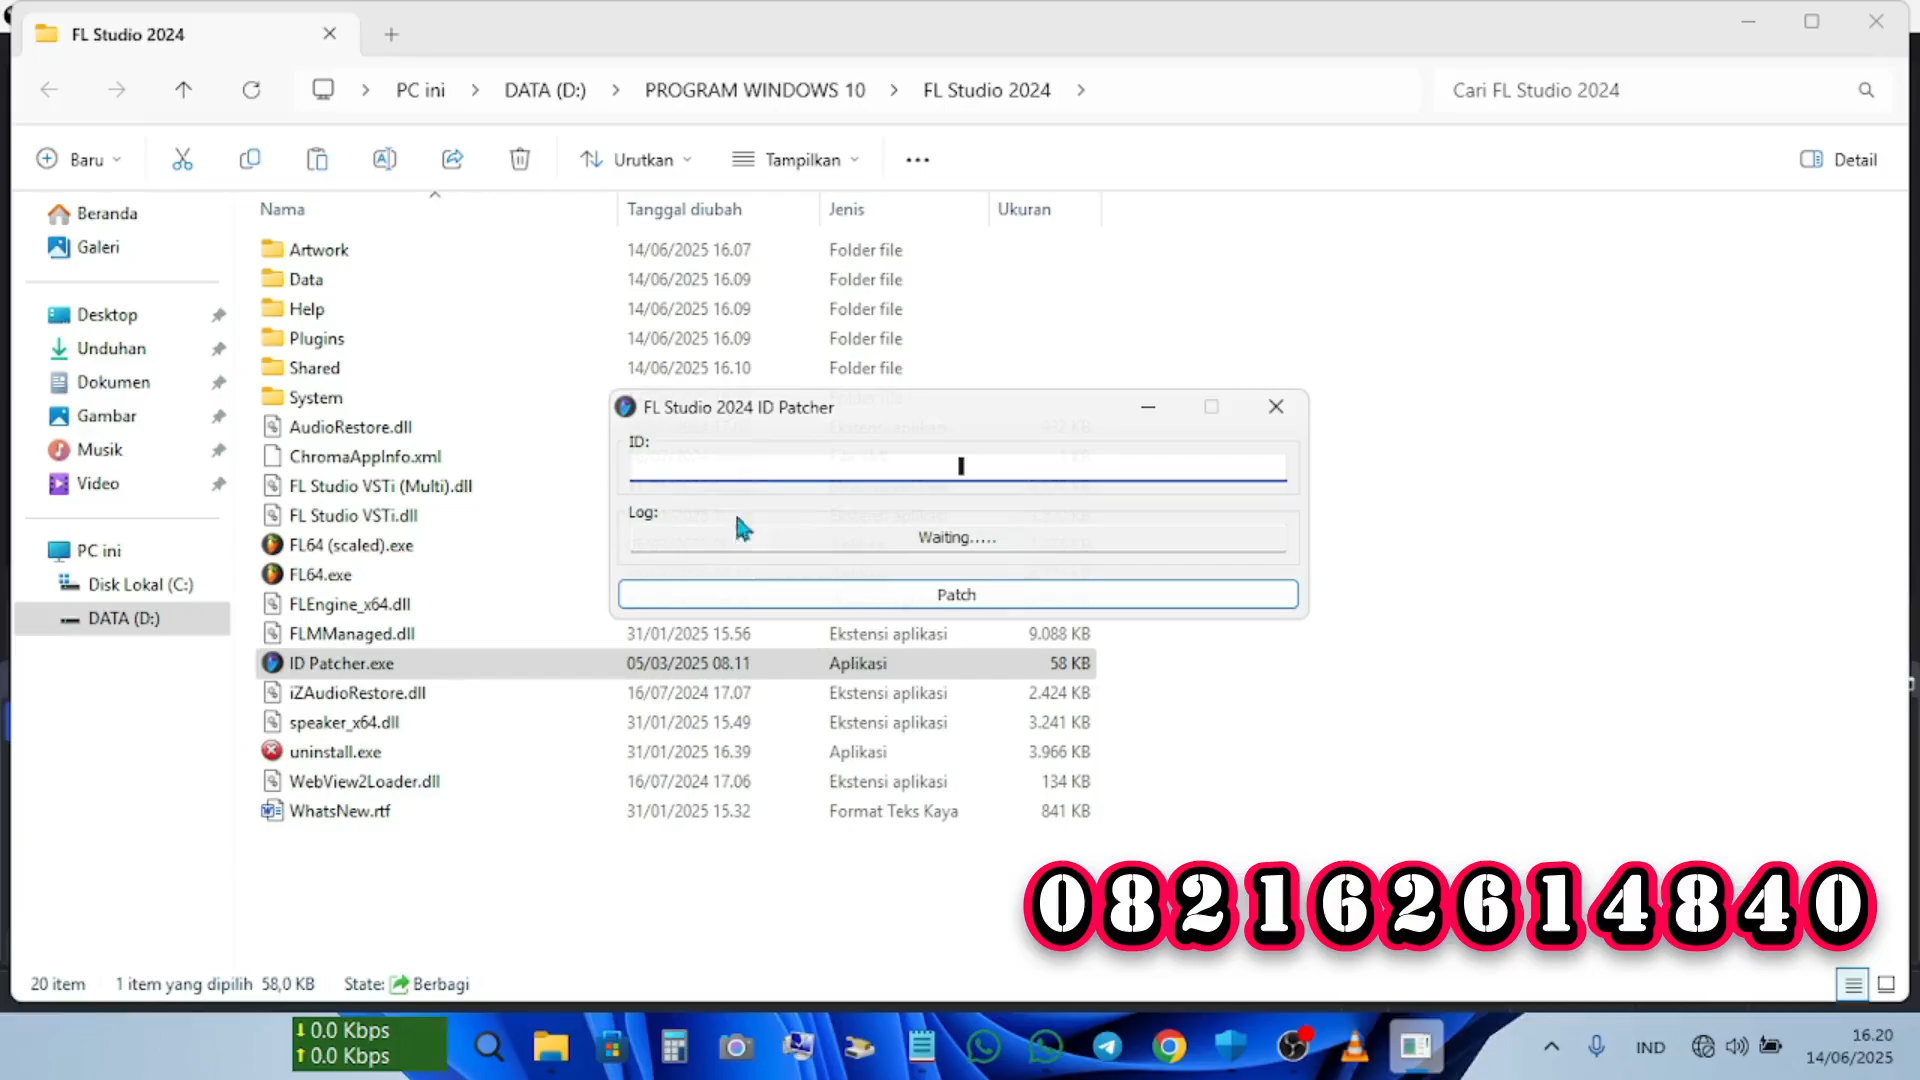 FL Studio 2024
PC ini
DATA (D:)
PROGRAM WINDOWS 10
FL Studio 2024
Cari FL Studio 2024
Baru
Urutkan
Tampilkan
Detail
Beranda
Galeri
Desktop
Unduhan
Dokumen
Gambar
Musik
Video
PC ini
Disk Lokal (C:)
DATA (D:)
Nama Tanggal diubah Jenis Ukuran
Artwork 14/06/2025 16.07 Folder file
Data 14/06/2025 16.09 Folder file
Help 14/06/2025 16.09 Folder file
Plugins 14/06/2025 16.09 Folder file
Shared 14/06/2025 16.10 Folder file
System
AudioRestore.dll
ChromaAppInfo.xml
FL Studio VSTi (Multi).dll
FL Studio VSTi.dll
FL64 (scaled).exe
FL64.exe
FLEngine_x64.dll
FLMManaged.dll 31/01/2025 15.56 Ekstensi aplikasi 9.088 KB
ID Patcher.exe 05/03/2025 08.11 Aplikasi 58 KB
iZAudioRestore.dll 16/07/2024 17.07 Ekstensi aplikasi 2.424 KB
speaker_x64.dll 31/01/2025 15.49 Ekstensi aplikasi 3.241 KB
uninstall.exe 31/01/2025 16.39 Aplikasi 3.966 KB
WebView2Loader.dll 16/07/2024 17.06 Ekstensi aplikasi 134 KB
WhatsNew.rtf 31/01/2025 15.32 Format Teks Kaya 841 KB
FL Studio 2024 ID Patcher
ID:
Log:
Waiting.....
Patch
082162614840
20 item 1 item yang dipilih 58,0 KB State: Berbagi
0.0 Kbps
0.0 Kbps
IND
16.20
14/06/2025